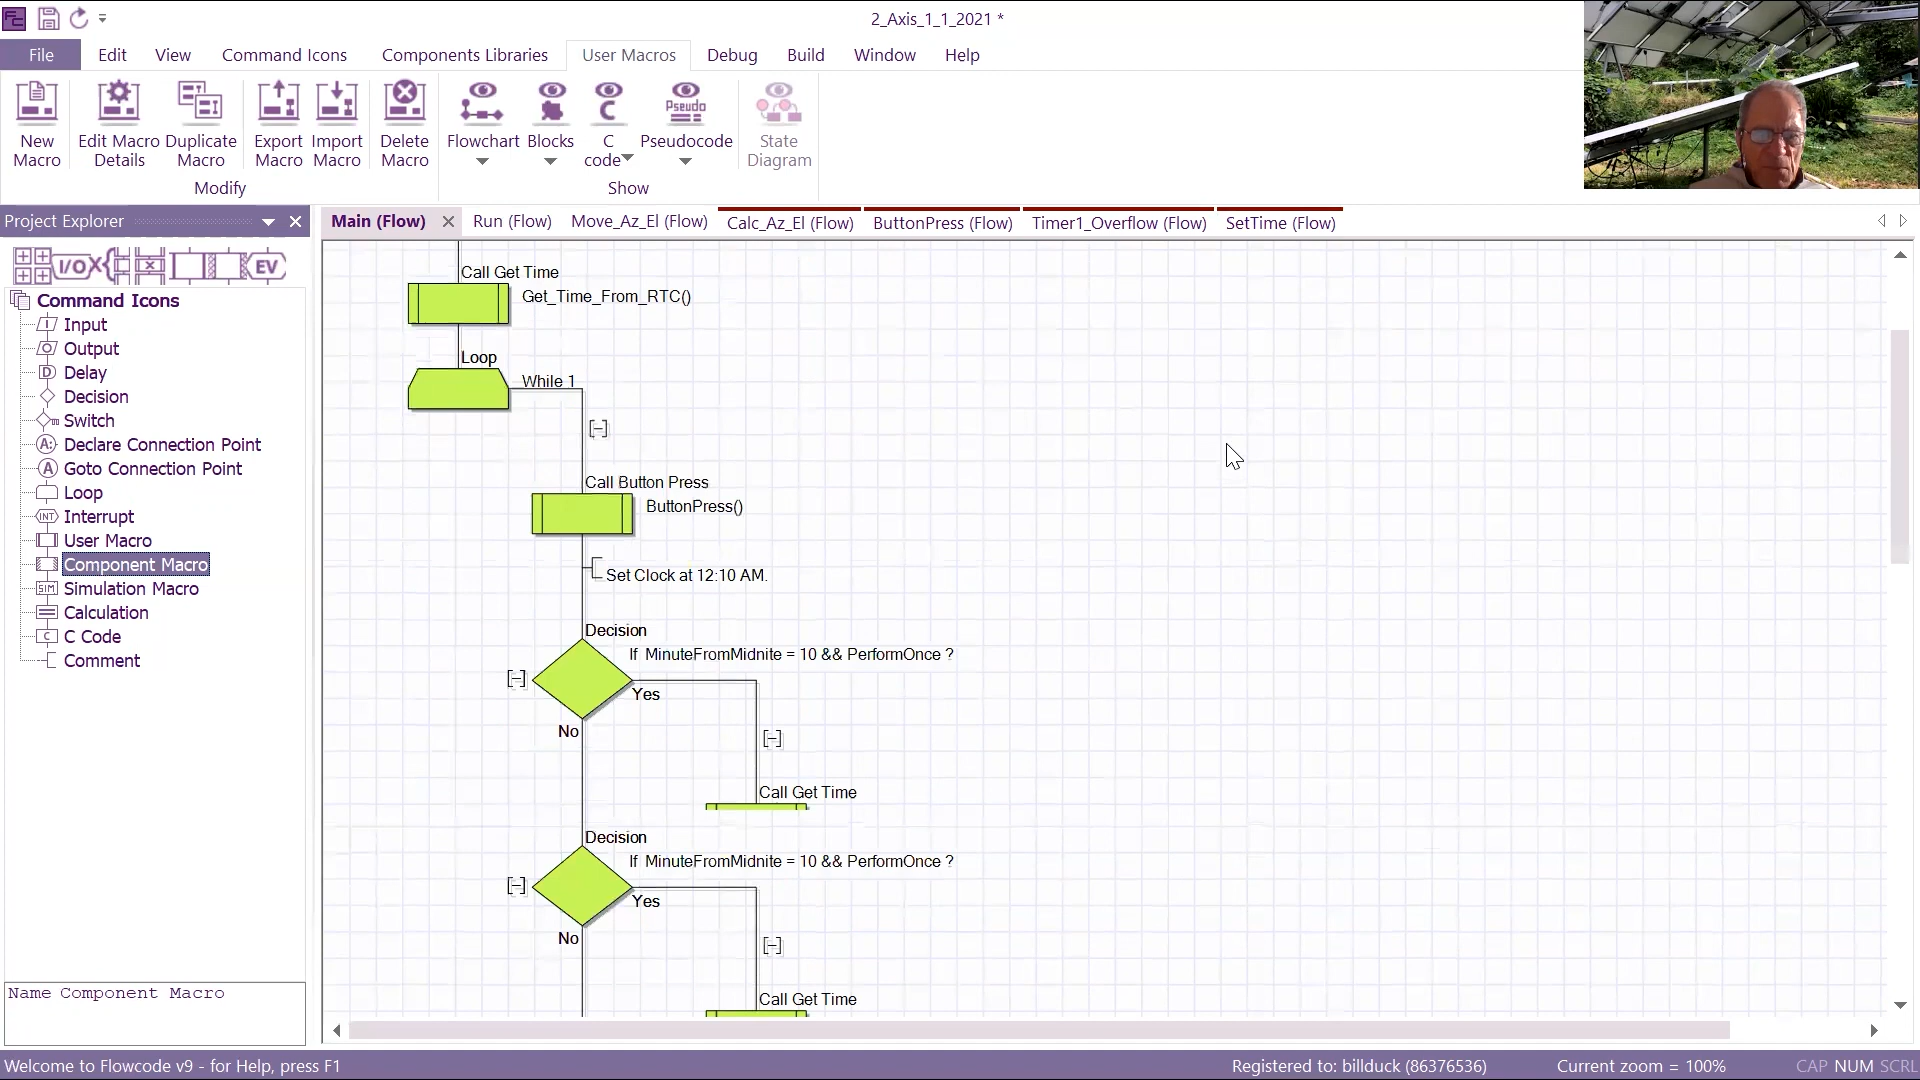 FC
2_Axis_1_1_2021 *
File Edit View Command Icons Components Libraries User Macros Debug Build Window Help
New Macro
Edit Macro Details
Duplicate Macro
Export Macro
Import Macro
Delete Macro
Flowchart
Blocks
C code
Pseudo
Pseudocode
State Diagram
Modify
Show
Project Explorer
Main (Flow) Run (Flow) Move_Az_El (Flow) Calc_Az_El (Flow) ButtonPress (Flow) Timer1_Overflow (Flow) SetTime (Flow)
I/O X EV
Command Icons
Input
Output
Delay
Decision
Switch
Declare Connection Point
Goto Connection Point
Loop
Interrupt
User Macro
Component Macro
Simulation Macro
Calculation
C Code
Comment
Name Component Macro
Call Get Time
Get_Time_From_RTC()
Loop
While 1
Call Button Press
ButtonPress()
Set Clock at 12:10 AM.
Decision
If MinuteFromMidnite = 10 && PerformOnce ?
Yes
No
Call Get Time
Decision
If MinuteFromMidnite = 10 && PerformOnce ?
Yes
No
Call Get Time
Welcome to Flowcode v9 - for Help, press F1
Registered to: billduck (86376536)
Current zoom = 100%
CAP NUM SCRL